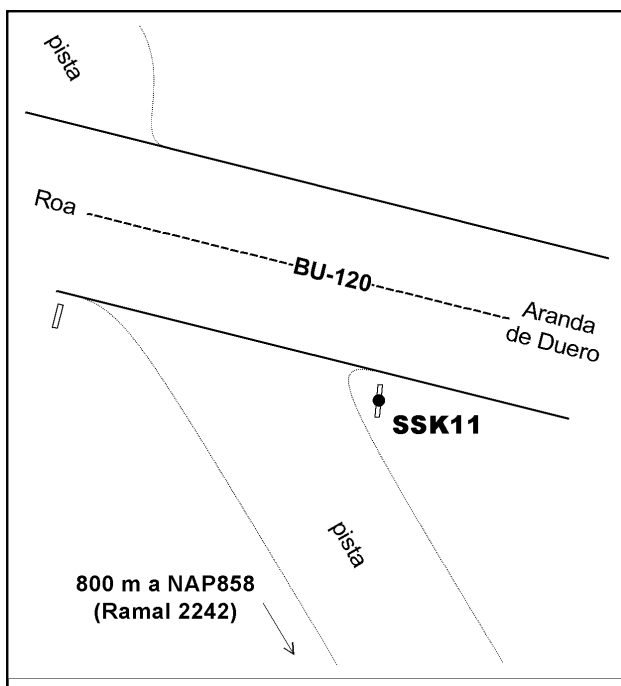 pista
Roa
BU-120
Aranda
de Duero
SSK11
pista
800 m a NAP858
(Ramal 2242)